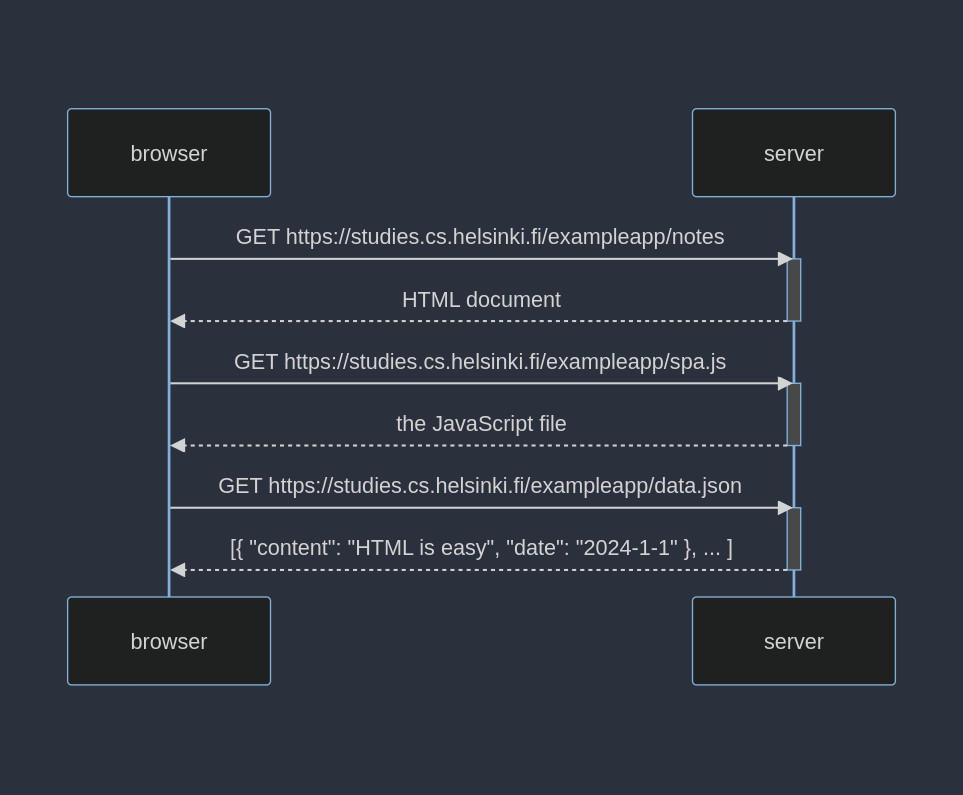 browser
server
GET https://studies.cs.helsinki.fi/exampleapp/notes
HTML document
GET https://studies.cs.helsinki.fi/exampleapp/spa.js
the JavaScript file
GET https://studies.cs.helsinki.fi/exampleapp/data.json
[{ "content": "HTML is easy", "date": "2024-1-1" }, ... ]
browser
server